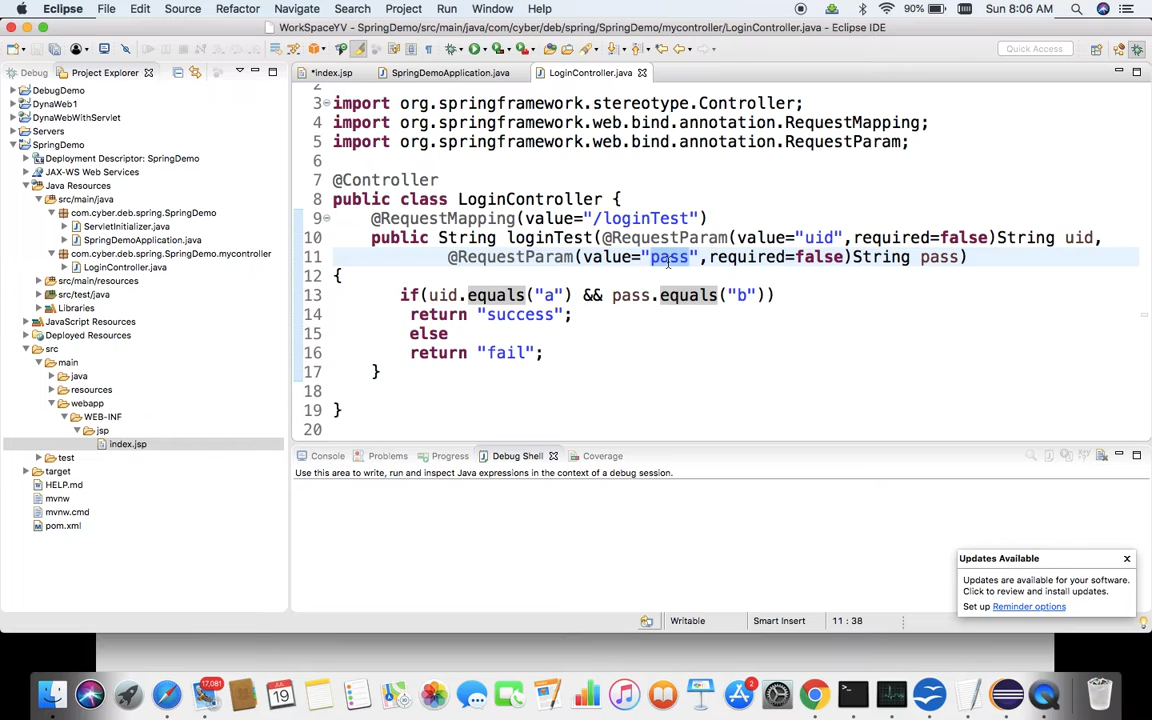 Eclipse File Edit Source Refactor Navigate Search Project Run Window Help 90% Sun 8:06 AM
WorkSpaceYV - SpringDemo/src/main/java/com/cyber/deb/spring/SpringDemo/mycontroller/LoginController.java - Eclipse IDE
Quick Access
Debug Project Explorer
*index.jsp SpringDemoApplication.java LoginController.java
DebugDemo
DynaWeb1
DynaWebWithServlet
Servers
SpringDemo
Deployment Descriptor: SpringDemo
JAX-WS Web Services
Java Resources
src/main/java
com.cyber.deb.spring.SpringDemo
ServletInitializer.java
SpringDemoApplication.java
com.cyber.deb.spring.SpringDemo.mycontroller
LoginController.java
src/main/resources
src/test/java
Libraries
JavaScript Resources
Deployed Resources
src
main
java
resources
webapp
WEB-INF
jsp
index.jsp
test
target
HELP.md
mvnw
mvnw.cmd
pom.xml
2
3 import org.springframework.stereotype.Controller;
4 import org.springframework.web.bind.annotation.RequestMapping;
5 import org.springframework.web.bind.annotation.RequestParam;
6
7 @Controller
8 public class LoginController {
9 @RequestMapping(value="/loginTest")
10 public String loginTest(@RequestParam(value="uid",required=false)String uid,
11 @RequestParam(value="pass",required=false)String pass)
12 {
13 if(uid.equals("a") && pass.equals("b"))
14 return "success";
15 else
16 return "fail";
17 }
18
19 }
20
Console Problems Progress Debug Shell Coverage
Use this area to write, run and inspect Java expressions in the context of a debug session.
Updates Available
Updates are available for your software.
Click to review and install updates.
Set up Reminder options
Writable Smart Insert 11 : 38
17,081
19
2